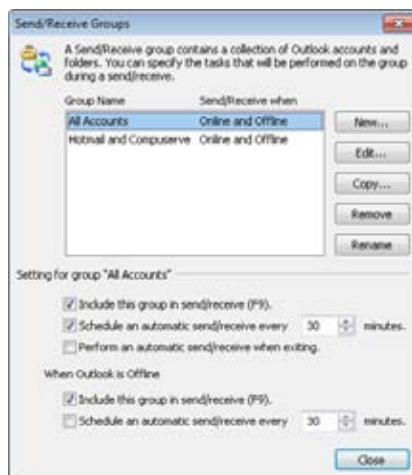 Send/Receive Groups
A Send/Receive group contains a collection of Outlook accounts and
folders. You can specify the tasks that will be performed on the group
during a send/receive.
Group Name Send/Receive when
All Accounts Online and Offline
Hotmail and Compuserve Online and Offline
New...
Edit...
Copy...
Remove
Rename
Setting for group "All Accounts"
Include this group in send/receive (F9).
Schedule an automatic send/receive every 30 minutes.
Perform an automatic send/receive when exiting.
When Outlook is Offline
Include this group in send/receive (F9).
Schedule an automatic send/receive every 30 minutes.
Close